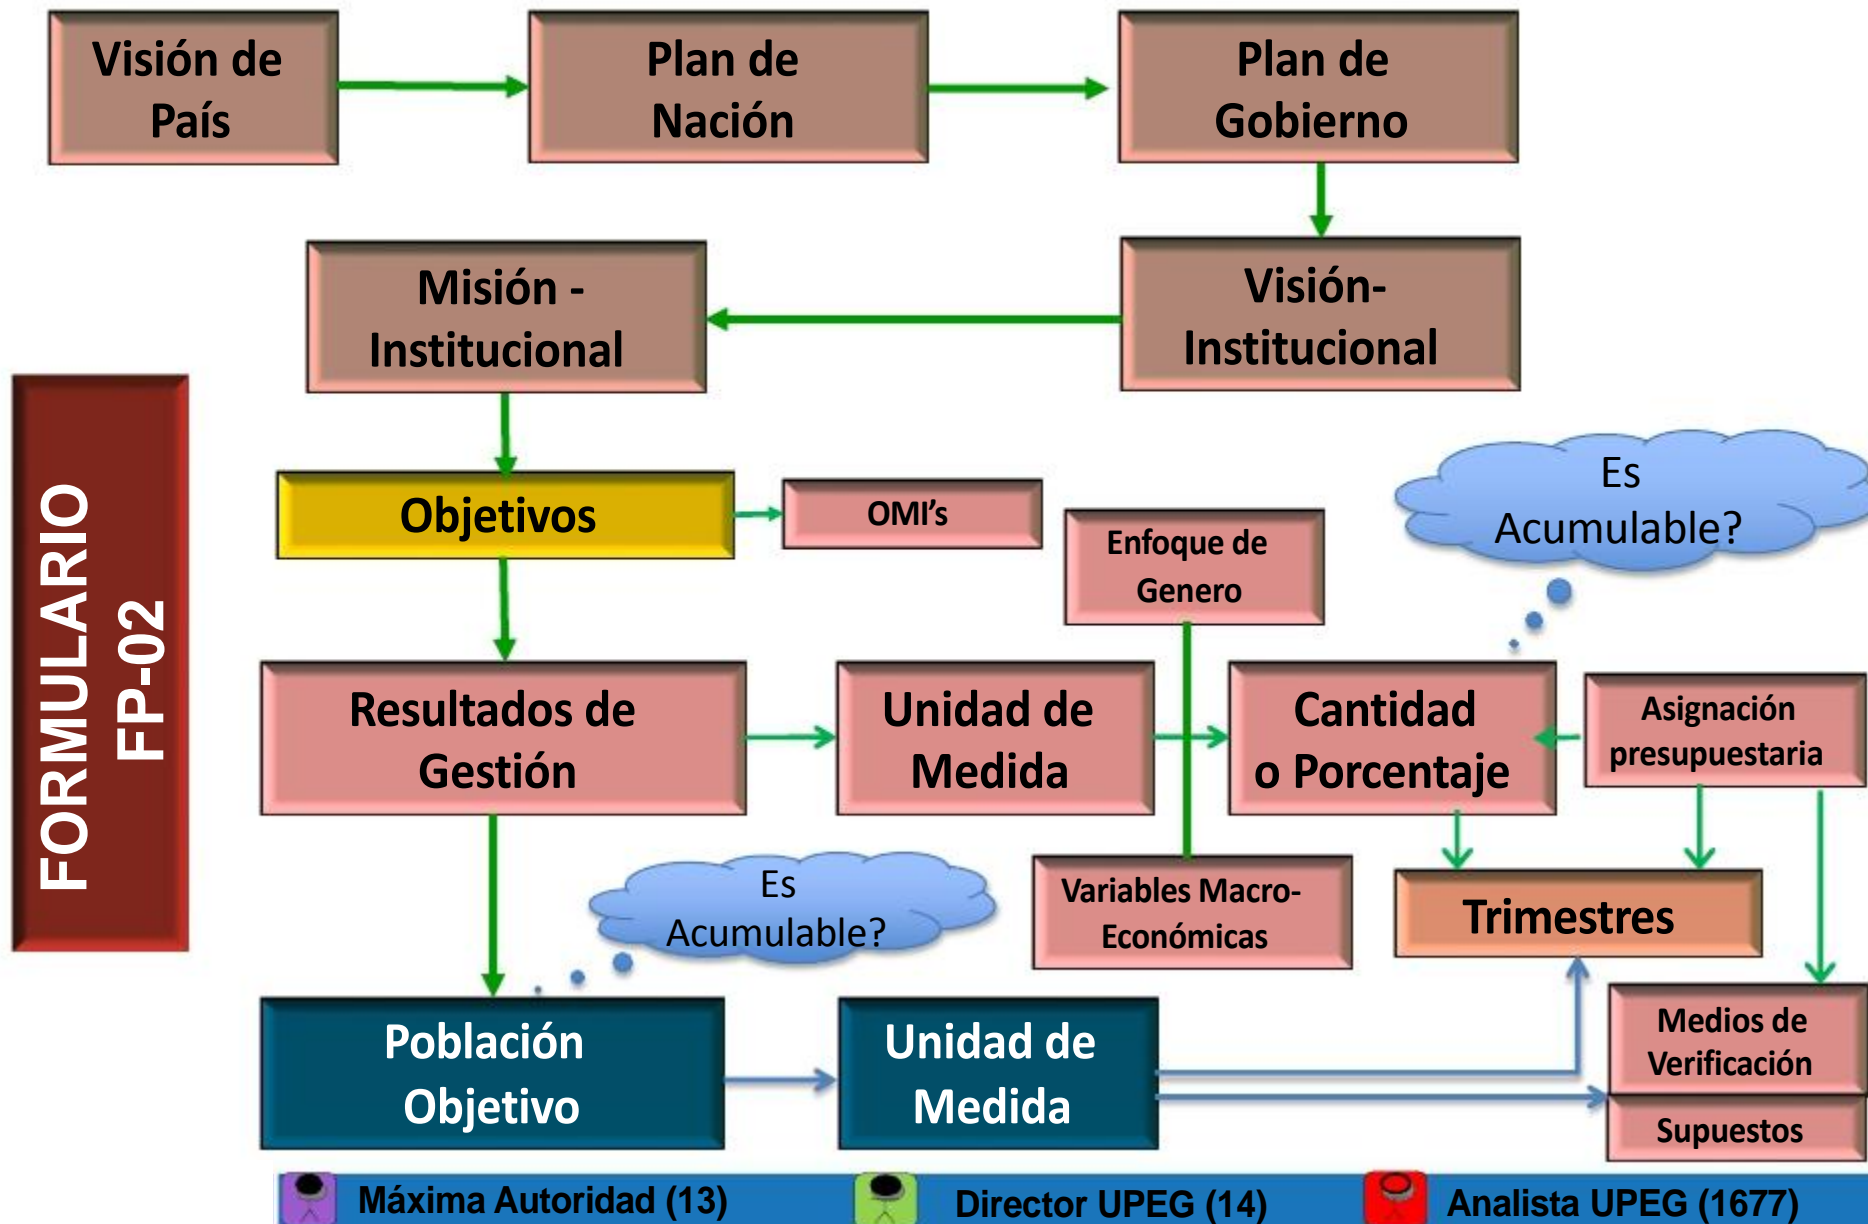 Visión de
País
Plan de
Nación
Plan de
Gobierno
Misión -
Institucional
Visión-
Institucional
FORMULARIO
FP-02
Objetivos
OMI's
Enfoque de
Genero
Es
Acumulable?
Resultados de
Gestión
Unidad de
Medida
Cantidad
o Porcentaje
Asignación
presupuestaria
Es
Acumulable?
Variables Macro-
Económicas
Trimestres
Población
Objetivo
Unidad de
Medida
Medios de
Verificación
Supuestos
Máxima Autoridad (13)
Director UPEG (14)
Analista UPEG (1677)